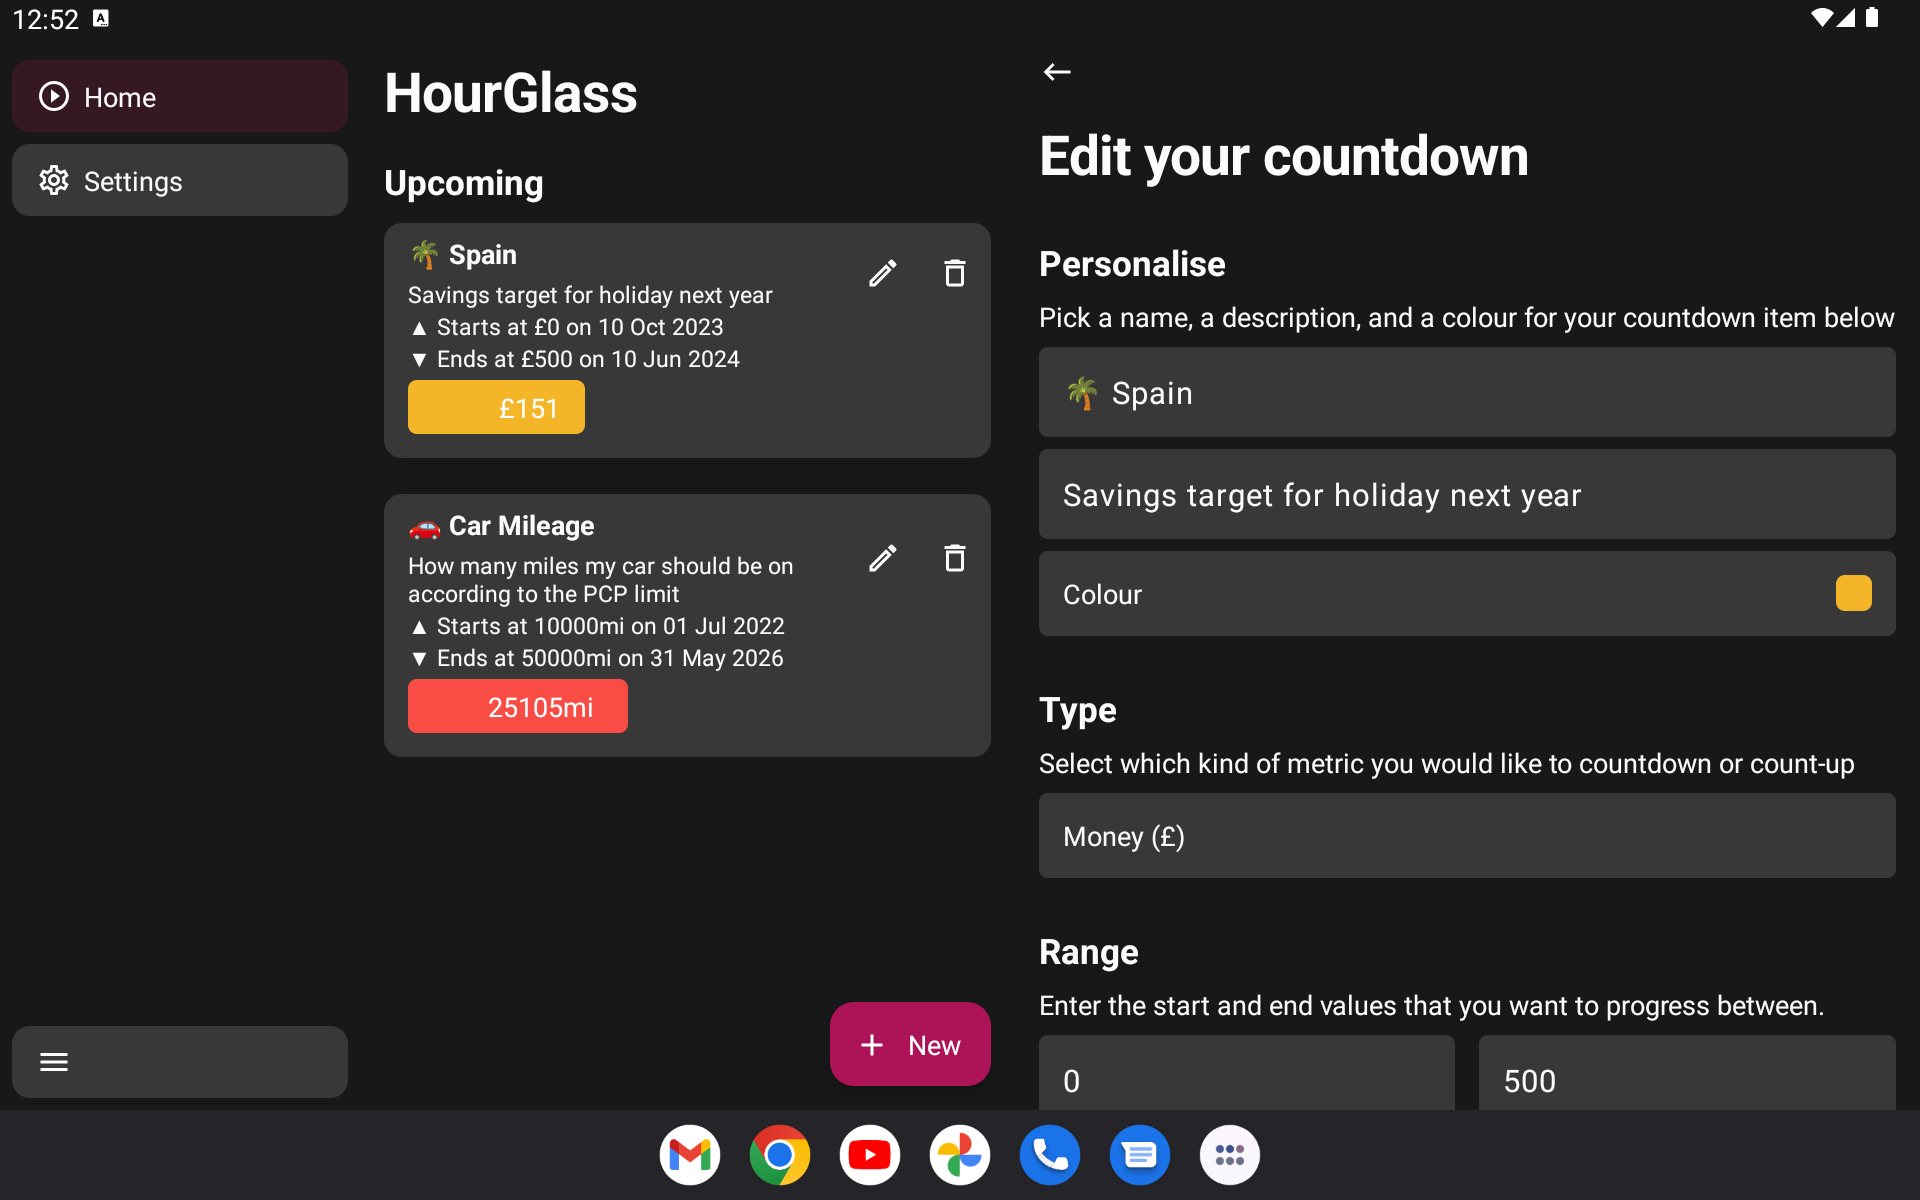 12:52
Home
Settings
HourGlass
Upcoming
🌴 Spain
Savings target for holiday next year
▲ Starts at £0 on 10 Oct 2023
▼ Ends at £500 on 10 Jun 2024
£151
🚗 Car Mileage
How many miles my car should be on
according to the PCP limit
▲ Starts at 10000mi on 01 Jul 2022
▼ Ends at 50000mi on 31 May 2026
25105mi
+ New
Edit your countdown
Personalise
Pick a name, a description, and a colour for your countdown item below
🌴 Spain
Savings target for holiday next year
Colour
Type
Select which kind of metric you would like to countdown or count-up
Money (£)
Range
Enter the start and end values that you want to progress between.
0
500